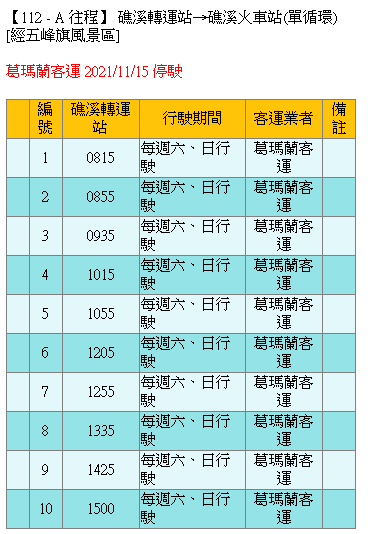 【112 - A 往程】 礁溪轉運站→礁溪火車站(單循環)
[經五峰旗風景區]
葛瑪蘭客運 2021/11/15 停駛
編號 礁溪轉運站 行駛期間 客運業者 備註
1 0815 每週六、日行駛 葛瑪蘭客運
2 0855 每週六、日行駛 葛瑪蘭客運
3 0935 每週六、日行駛 葛瑪蘭客運
4 1015 每週六、日行駛 葛瑪蘭客運
5 1055 每週六、日行駛 葛瑪蘭客運
6 1205 每週六、日行駛 葛瑪蘭客運
7 1255 每週六、日行駛 葛瑪蘭客運
8 1335 每週六、日行駛 葛瑪蘭客運
9 1425 每週六、日行駛 葛瑪蘭客運
10 1500 每週六、日行駛 葛瑪蘭客運